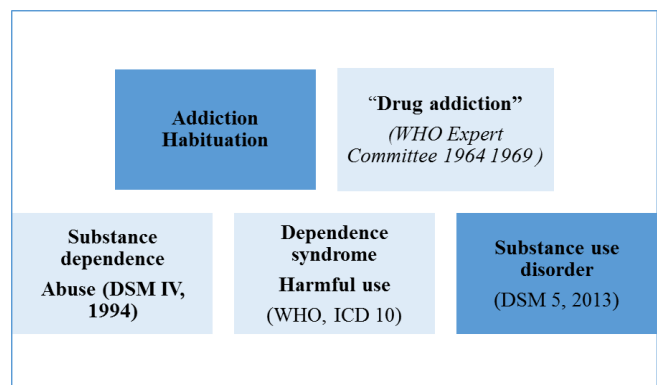 Addiction
Habituation
“Drug addiction”
(WHO Expert
Committee 1964 1969 )
Substance
dependence
Abuse (DSM IV,
1994)
Dependence
syndrome
Harmful use
(WHO, ICD 10)
Substance use
disorder
(DSM 5, 2013)